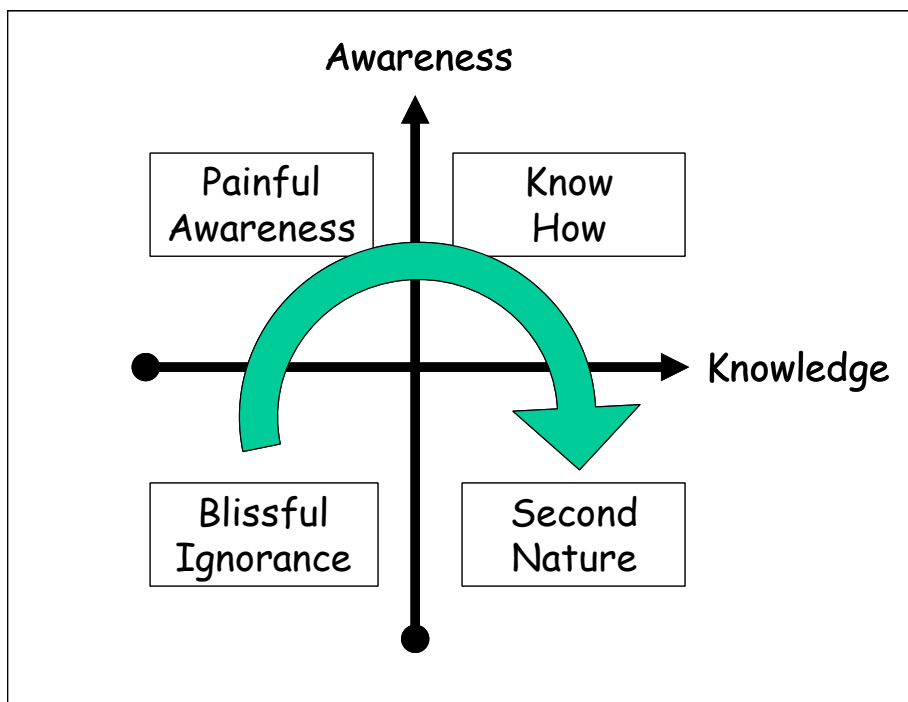 Awareness
Painful
Awareness
Know
How
Knowledge
Blissful
Ignorance
Second
Nature